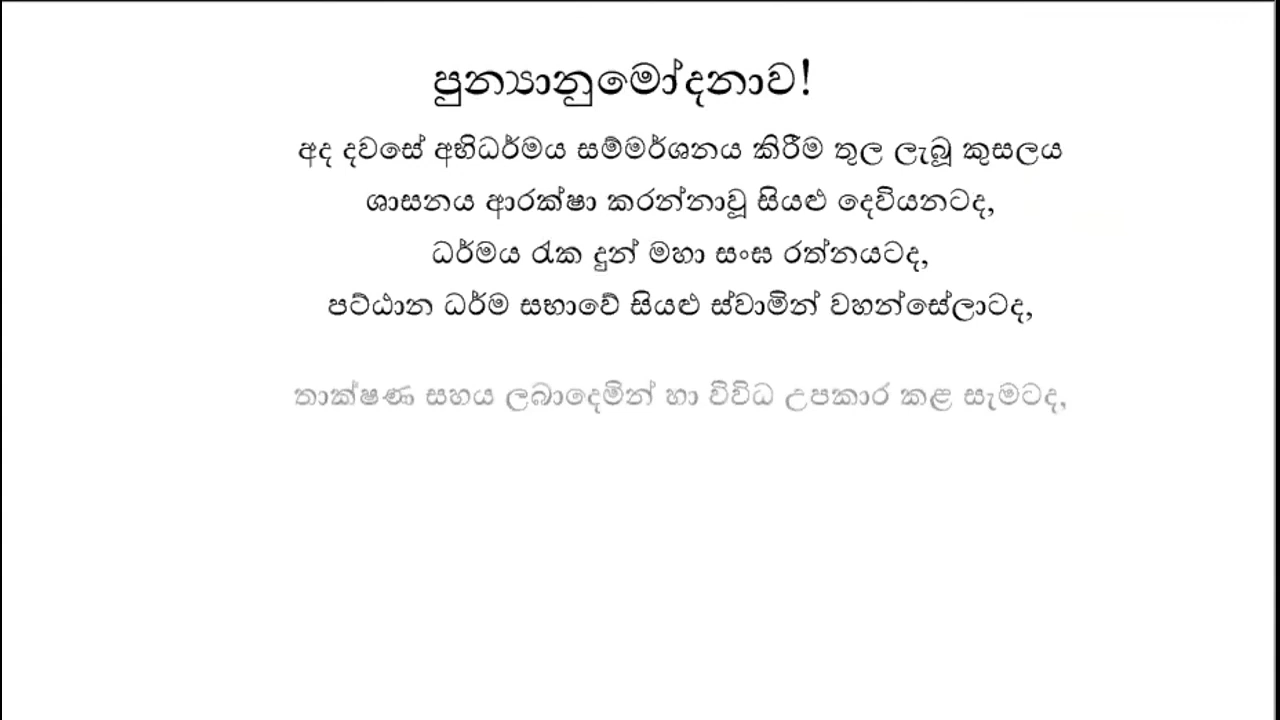 පුන්‍යානුමෝදනාව!
අද දවසේ අභිධර්මය සම්මර්ශනය කිරීම තුල ලැබූ කුසලය
ශාසනය ආරක්ෂා කරන්නාවූ සියළු දෙවියනටද,
ධර්මය රැක දුන් මහා සංඝ රත්නයටද,
පට්ඨාන ධර්ම සභාවේ සියළු ස්වාමින් වහන්සේලාටද,
තාක්ෂණ සහය ලබාදෙමින් හා විවිධ උපකාර කළ සැමටද,